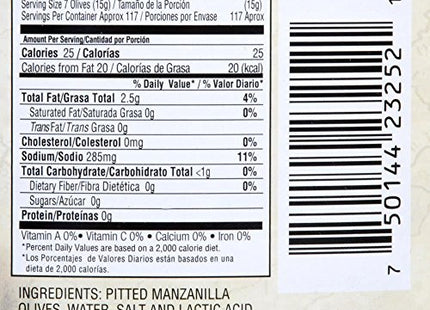 Serving Size 7 Olives (15g) / Tamaño de la Porción (15g)
Servings Per Container Approx 117 / Porciones por Envase 117 Aprox
Amount Per Serving/Cantidad por Porción
Calories 25 / Calorías 25
Calories from Fat 20 / Calorías de Grasa 20 (kcal)
% Daily Value* / % Valor Diario*
Total Fat/Grasa Total 2.5g 4%
Saturated Fat/Saturada Grasa 0g 0%
Trans Fat/ Trans Grasa 0g
Cholesterol/Colesterol 0mg 0%
Sodium/Sodio 285mg 11%
Total Carbohydrate/Carbohidrato Total <1g 0%
Dietary Fiber/Fibra Dietética 0g 0%
Sugars/Azúcar 0g
Protein/Proteínas 0g
Vitamin A 0% • Vitamin C 0% • Calcium 0% • Iron 0%
*Percent Daily Values are based on a 2,000 calorie diet.
*Los Porcentajes de Valores Diarios están basados en una
dieta de 2,000 calorías.
INGREDIENTS: PITTED MANZANILLA
OLIVES, WATER, SALT AND LACTIC ACID
7 50144 23252 1